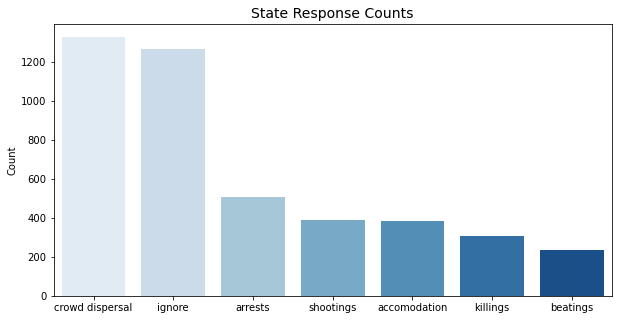 State Response Counts
Count
1200
1000
800
600
400
200
0
crowd dispersal ignore arrests shootings accomodation killings beatings